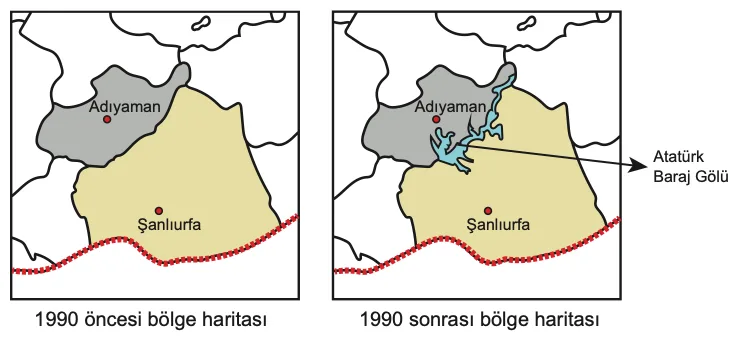 Adıyaman
Şanlıurfa
1990 öncesi bölge haritası
Adıyaman
Şanlıurfa
Atatürk
Baraj Gölü
1990 sonrası bölge haritası